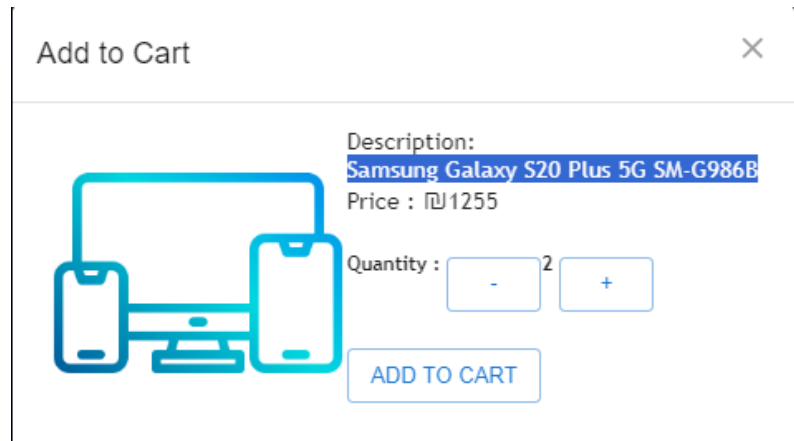 Add to Cart
Description:
Samsung Galaxy S20 Plus 5G SM-G986B
Price : ₪1255
Quantity : - 2 +
ADD TO CART